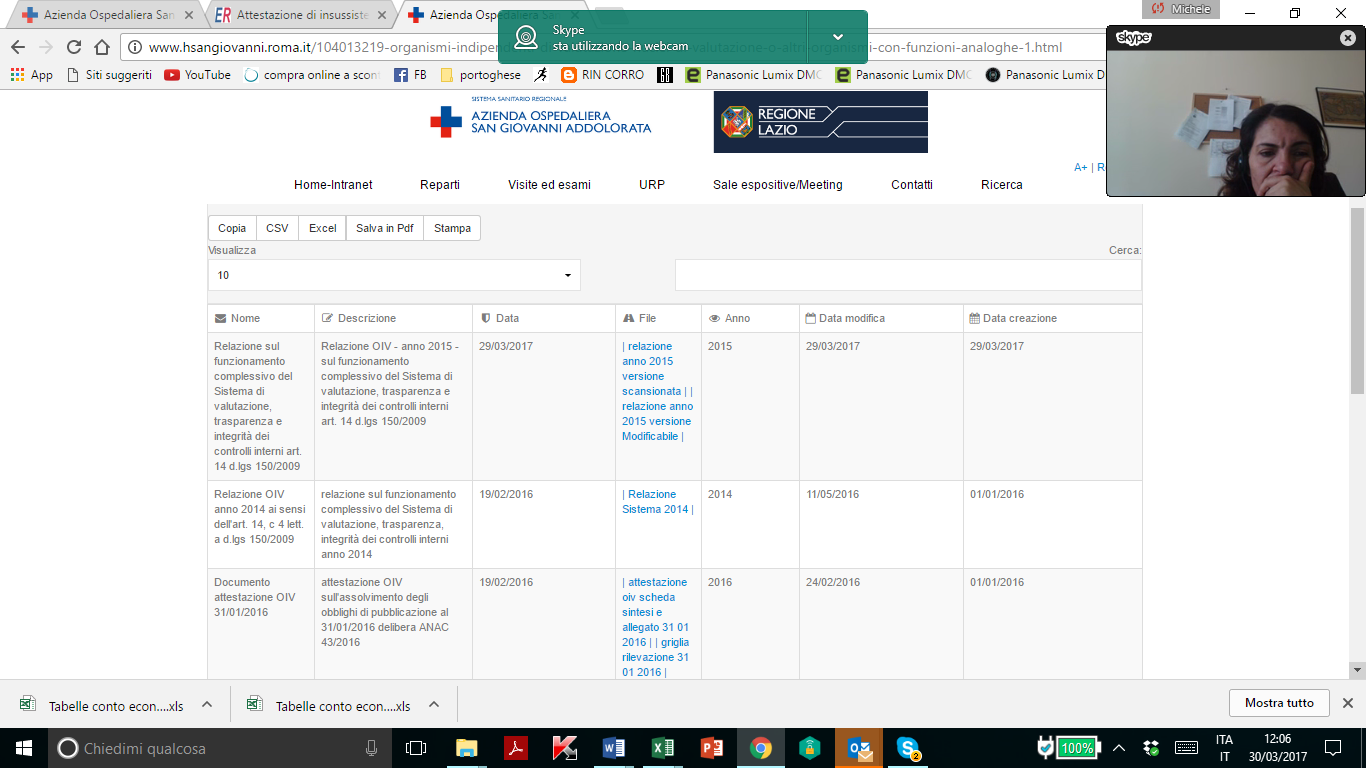 Azienda Ospedaliera San
Attestazione di insussiste
Azienda Ospedaliera Sa
Michele
Skype
sta utilizzando la webcam
www.hsangiovanni.roma.it/104013219-organismi-indipend
valutazione-o-altri-organismi-con-funzioni-analoghe-1.html
App
Siti suggeriti
YouTube
compra online a scont
FB
portoghese
RIN CORRO
Panasonic Lumix DMC
Panasonic Lumix DMC
Panasonic Lumix D
skype
SISTEMA SANITARIO REGIONALE
AZIENDA OSPEDALIERA
SAN GIOVANNI ADDOLORATA
REGIONE
LAZIO
A+ | R
Home-Intranet Reparti Visite ed esami URP Sale espositive/Meeting Contatti Ricerca
Copia CSV Excel Salva in Pdf Stampa
Visualizza
Cerca:
10
Nome Descrizione Data File Anno Data modifica Data creazione
Relazione sul
funzionamento
complessivo del
Sistema di
valutazione,
trasparenza e
integrità dei
controlli interni art.
14 d.lgs 150/2009
Relazione OIV - anno 2015 -
sul funzionamento
complessivo del Sistema di
valutazione, trasparenza e
integrità dei controlli interni
art. 14 d.lgs 150/2009
29/03/2017
| relazione
anno 2015
versione
scansionata | |
relazione anno
2015 versione
Modificabile |
2015
29/03/2017
29/03/2017
Relazione OIV
anno 2014 ai sensi
dell'art. 14, c 4 lett.
a d.lgs 150/2009
relazione sul funzionamento
complessivo del Sistema di
valutazione, trasparenza,
integrità dei controlli interni
anno 2014
19/02/2016
| Relazione
Sistema 2014 |
2014
11/05/2016
01/01/2016
Documento
attestazione OIV
31/01/2016
attestazione OIV
sull'assolvimento degli
obblighi di pubblicazione al
31/01/2016 delibera ANAC
43/2016
19/02/2016
| attestazione
oiv scheda
sintesi e
allegato 31 01
2016 | | griglia
rilevazione 31
01 2016 |
2016
24/02/2016
01/01/2016
Tabelle conto econ....xls
Tabelle conto econ....xls
Mostra tutto
Chiedimi qualcosa
100%
ITA
IT
12:06
30/03/2017